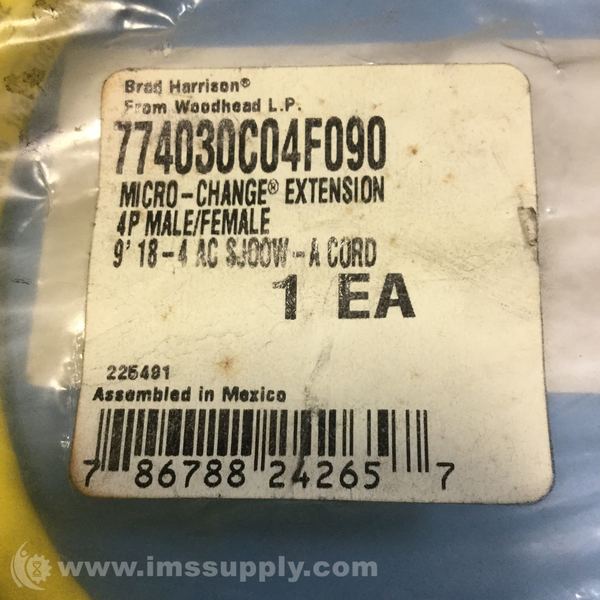 Brad Harrison®
From Woodhead L.P.
774030C04F090
MICRO-CHANGE® EXTENSION
4P MALE/FEMALE
9' 18-4 AC SJOOW-A CORD
1 EA
225491
Assembled in Mexico
7 86788 24265 7
www.imssupply.com